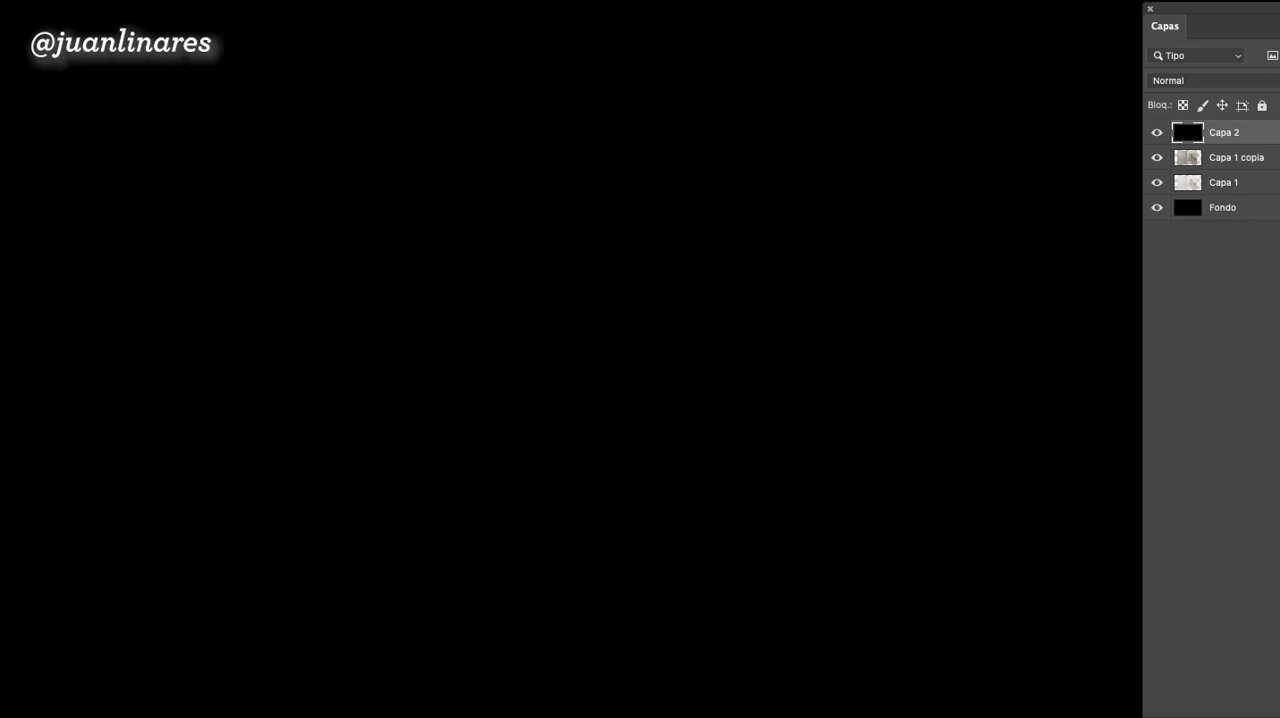 @juanlinares
Capas
Tipo
Normal
Bloq.:
Capa 2
Capa 1 copia
Capa 1
Fondo